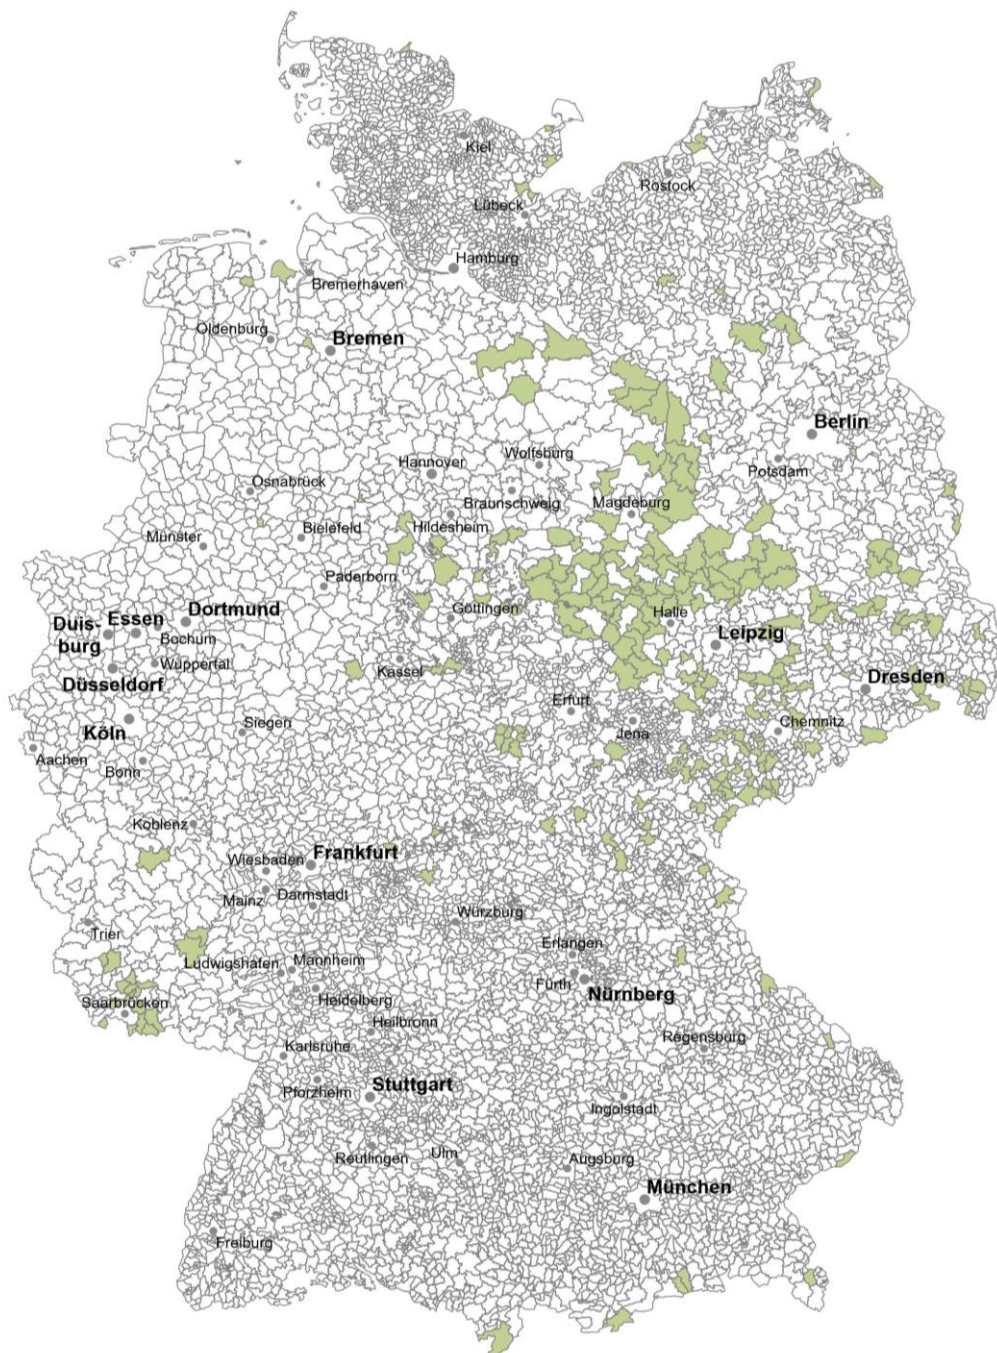 Kiel
Rostock
Lübeck
Hamburg
Bremerhaven
Oldenburg
Bremen
Berlin
Potsdam
Wolfsburg
Hannover
Osnabrück
Braunschweig
Magdeburg
Hildesheim
Bielefeld
Münster
Paderborn
Göttingen
Halle
Leipzig
Dortmund
Essen
Duis-
burg
Bochum
Wuppertal
Kassel
Düsseldorf
Dresden
Erfurt
Siegen
Köln
Jena
Chemnitz
Aachen
Bonn
Koblenz
Wiesbaden
Frankfurt
Mainz
Darmstadt
Würzburg
Trier
Erlangen
Ludwigshafen
Mannheim
Fürth
Nürnberg
Heidelberg
Saarbrücken
Heilbronn
Regensburg
Karlsruhe
Pforzheim
Stuttgart
Ingolstadt
Reutlingen
Ulm
Augsburg
München
Freiburg